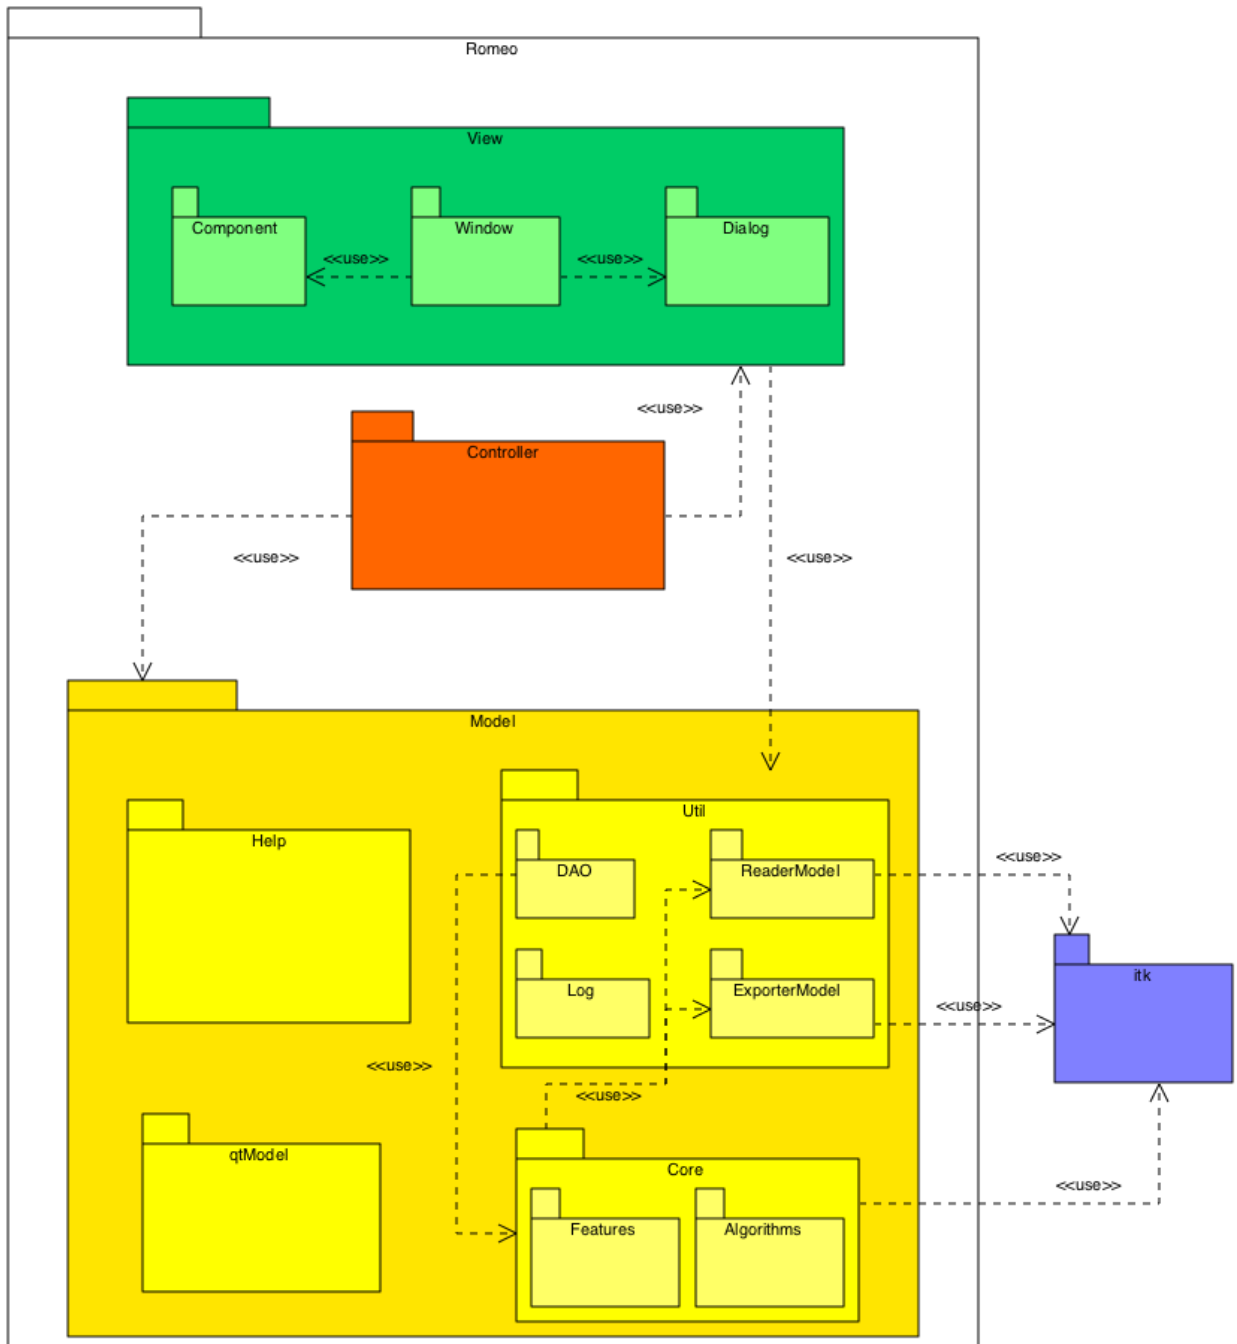 Romeo
View
Component
Window
Dialog
<<use>>
<<use>>
<<use>>
Controller
<<use>>
<<use>>
Model
Util
Help
DAO
ReaderModel
<<use>>
itk
Log
ExporterModel
<<use>>
<<use>>
<<use>>
qtModel
Core
<<use>>
Features
Algorithms